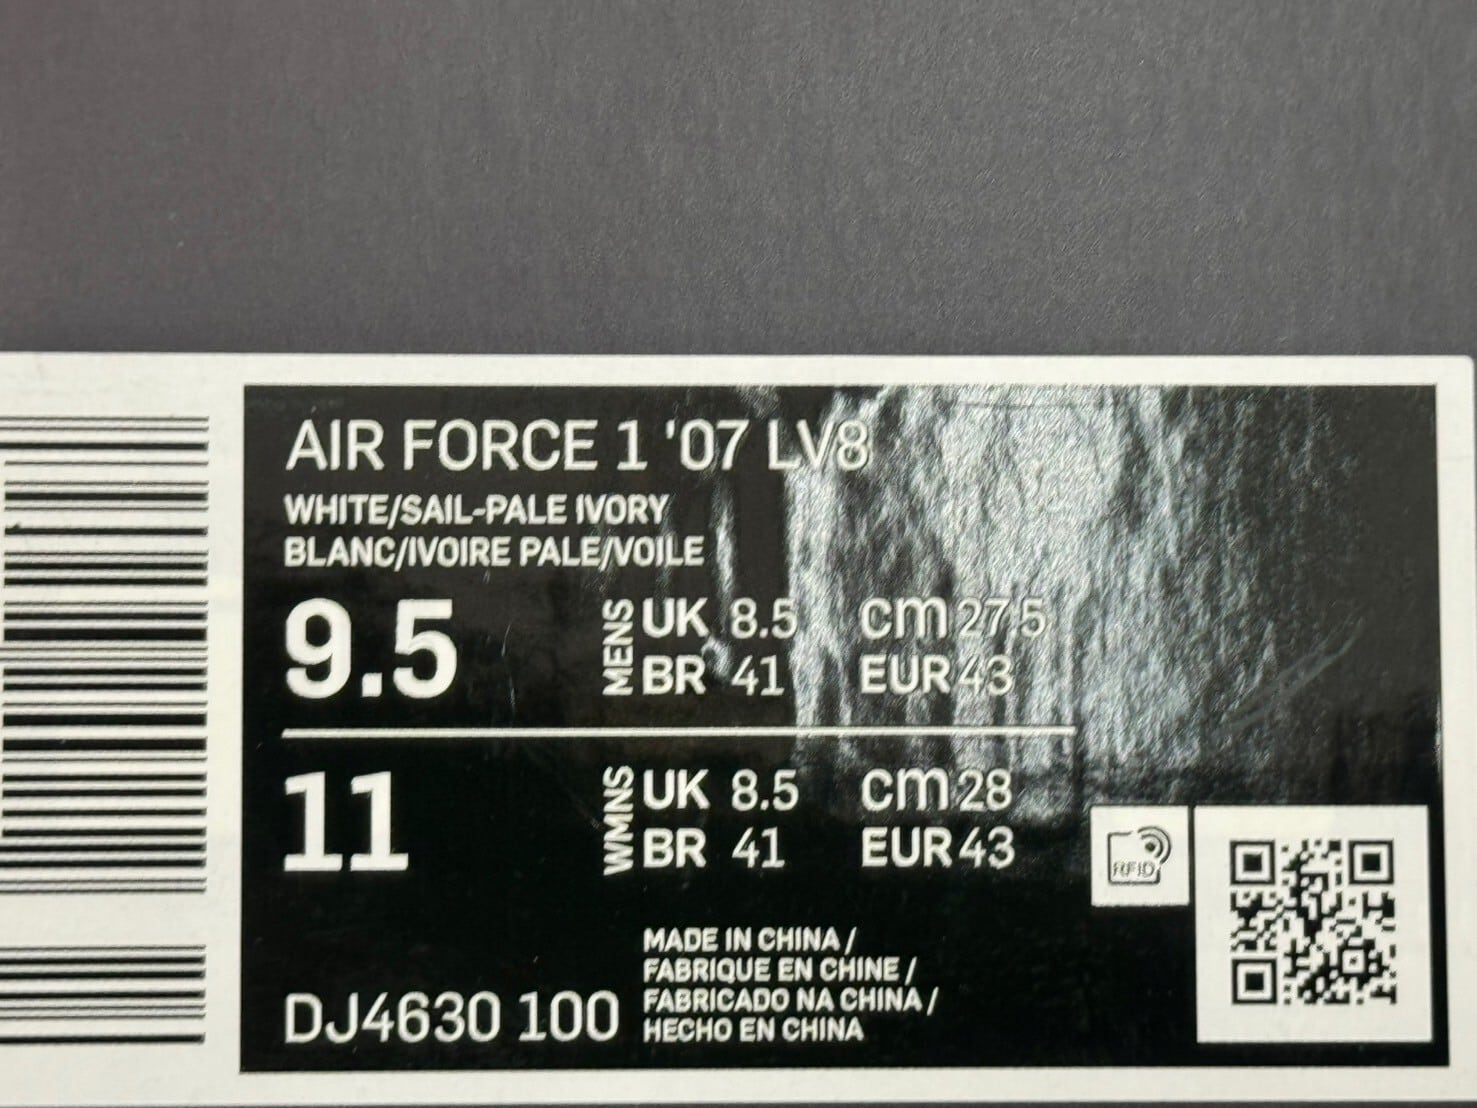 AIR FORCE 1 '07 LV8
WHITE/SAIL-PALE IVORY
BLANC/IVOIRE PALE/VOILE
9.5 MENS UK 8.5 cm 27.5
BR 41 EUR 43
11 WMNS UK 8.5 cm 28
BR 41 EUR 43
RFID
MADE IN CHINA /
FABRIQUE EN CHINE /
FABRICADO NA CHINA /
HECHO EN CHINA
DJ4630 100